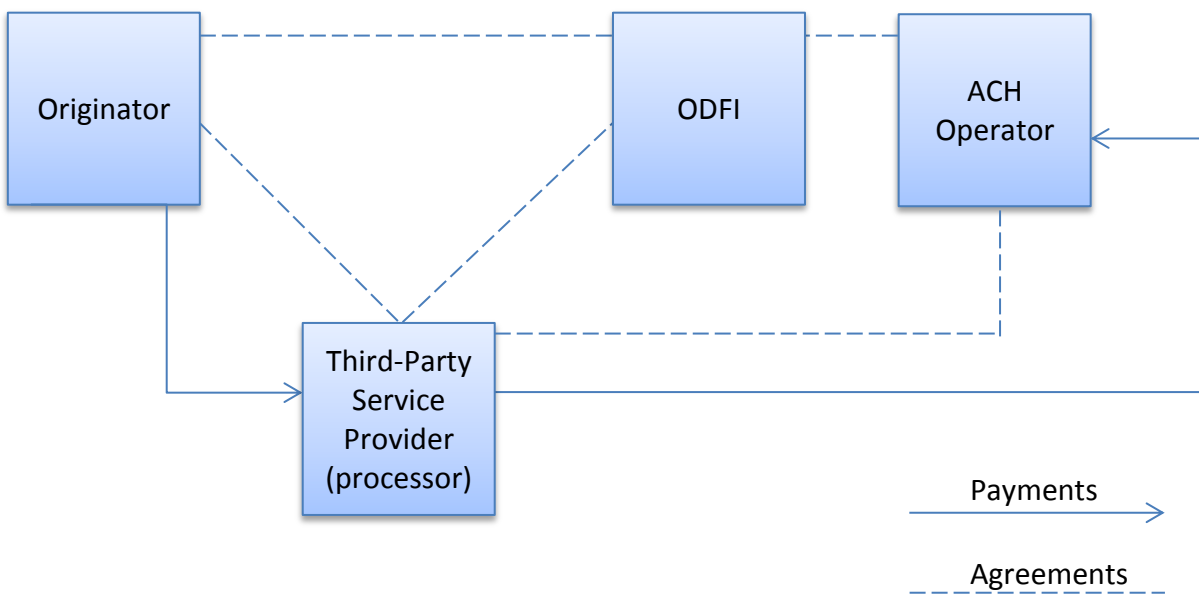 Originator
ODFI
ACH
Operator
Third-Party
Service
Provider
(processor)
Payments
Agreements